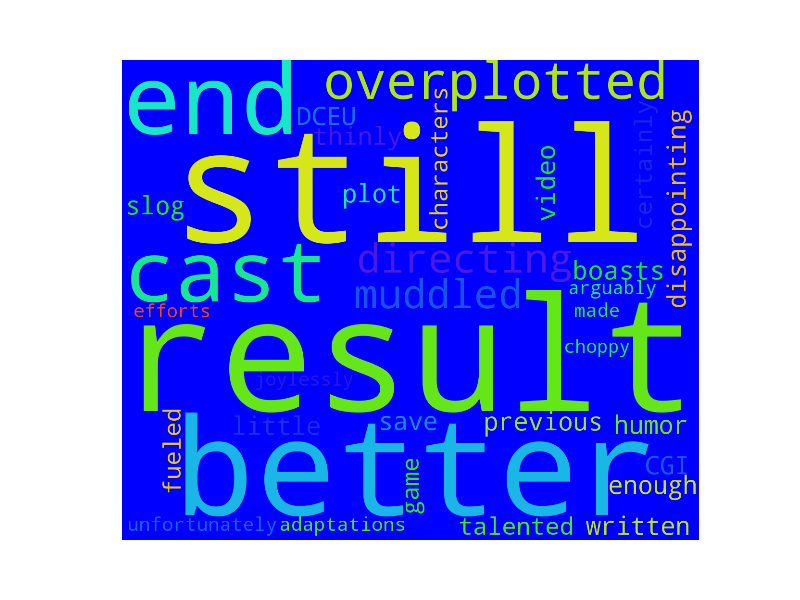 end
overplotted
DCEU
thinly
characters
still
certainly
disappointing
video
plot
slog
cast
directing
boasts
muddled
arguably
efforts
made
result
choppy
joylessly
fueled
little
save
previous
humor
better
game
CGI
enough
unfortunately
adaptations
talented
written